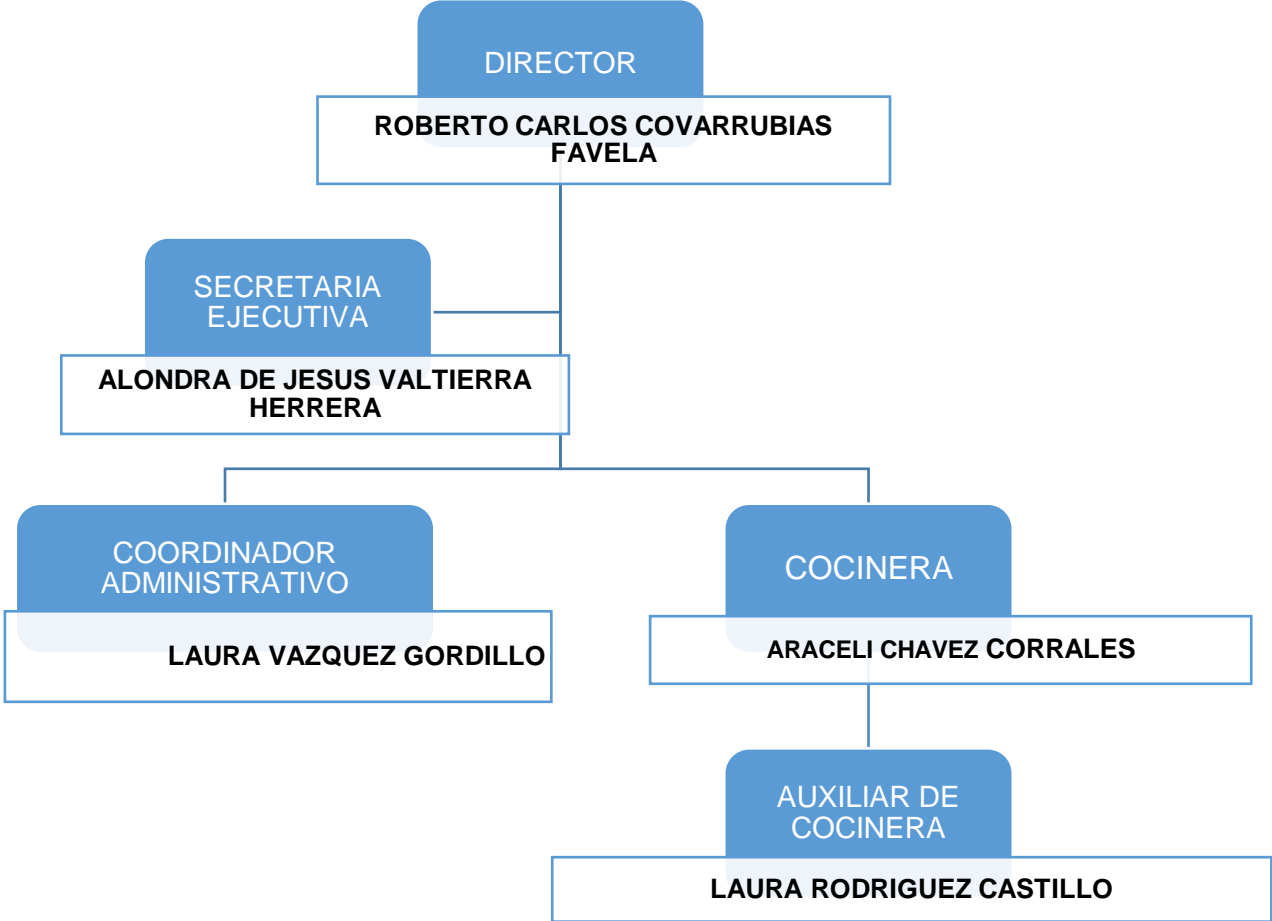 DIRECTOR
ROBERTO CARLOS COVARRUBIAS
FAVELA
SECRETARIA
EJECUTIVA
ALONDRA DE JESUS VALTIERRA
HERRERA
COORDINADOR
ADMINISTRATIVO
LAURA VAZQUEZ GORDILLO
COCINERA
ARACELI CHAVEZ CORRALES
AUXILIAR DE
COCINERA
LAURA RODRIGUEZ CASTILLO